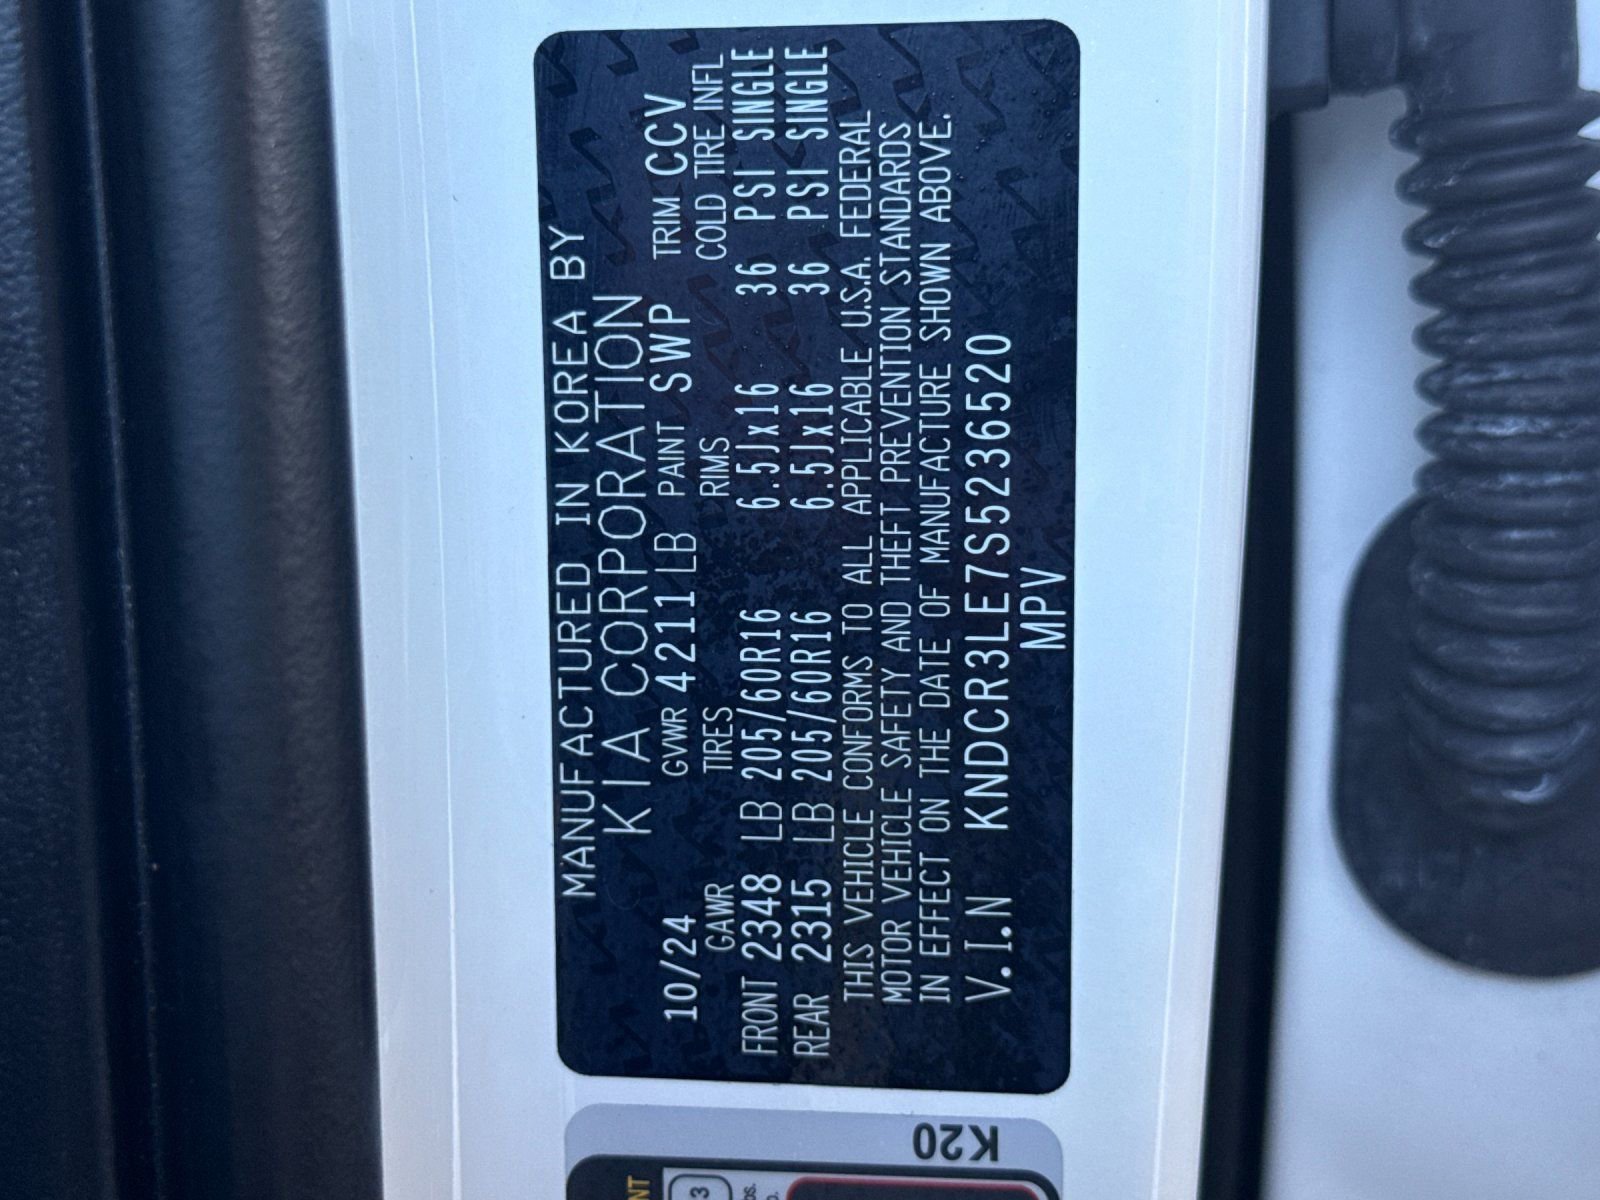 MANUFACTURED IN KOREA BY
KIA CORPORATION
10/24 GVWR 4211 LB PAINT SWP TRIM CCV
GAWR TIRES RIMS COLD TIRE INFL
FRONT 2348 LB 205/60R16 6.5Jx16 36 PSI SINGLE
REAR 2315 LB 205/60R16 6.5Jx16 36 PSI SINGLE
THIS VEHICLE CONFORMS TO ALL APPLICABLE U.S.A. FEDERAL
MOTOR VEHICLE SAFETY AND THEFT PREVENTION STANDARDS
IN EFFECT ON THE DATE OF MANUFACTURE SHOWN ABOVE.
V.I.N KNDCR3LE7S5236520
MPV
K20
3